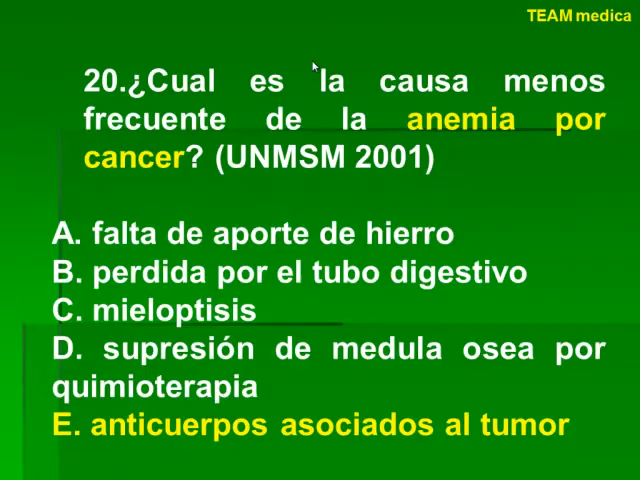 TEAM medica
20.¿Cual es la causa menos
frecuente de la anemia por
cancer? (UNMSM 2001)
A. falta de aporte de hierro
B. perdida por el tubo digestivo
C. mieloptisis
D. supresión de medula osea por
quimioterapia
E. anticuerpos asociados al tumor